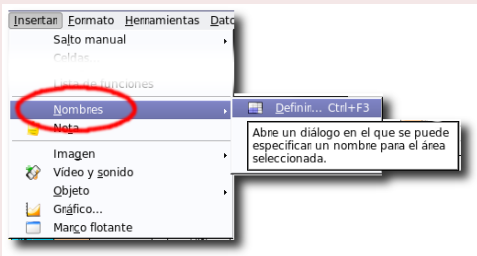 Insertar Formato Herramientas Dato
Salto manual
Celdas...
Lista de funciones
Nombres
Definir... Ctrl+F3
Nota
Abre un diálogo en el que se puede
especificar un nombre para el área
seleccionada.
Imagen
Vídeo y sonido
Objeto
Gráfico...
Marco flotante